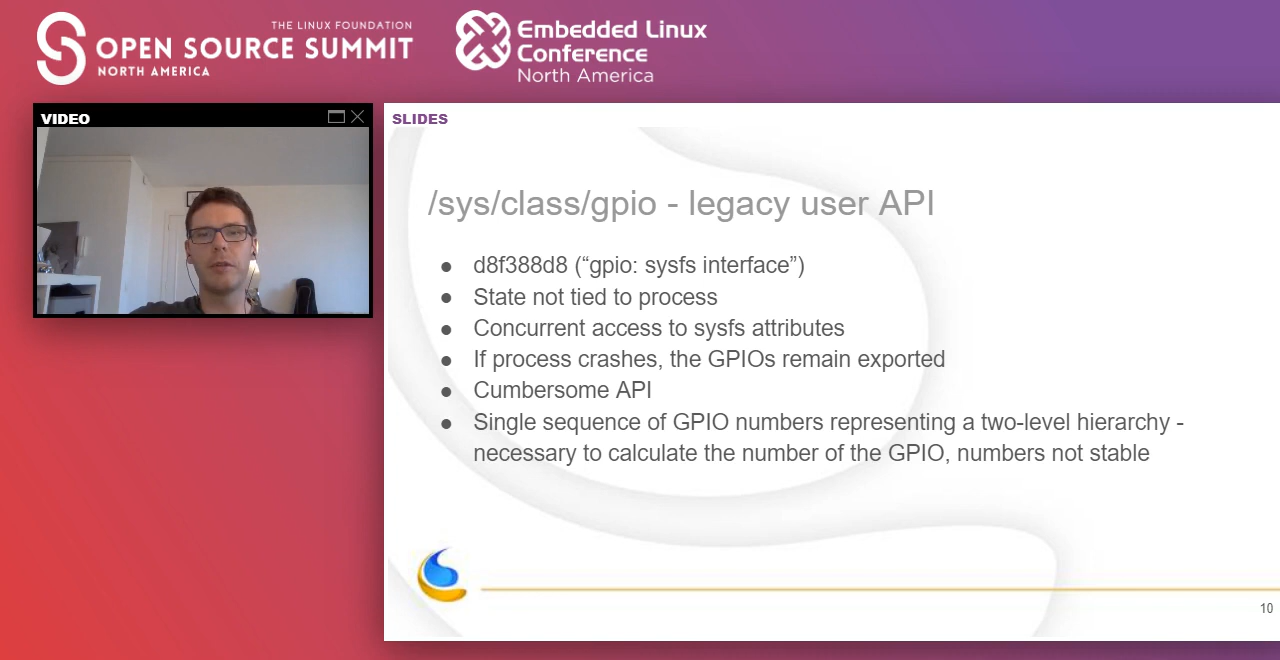 THE LINUX FOUNDATION
OPEN SOURCE SUMMIT
NORTH AMERICA
Embedded Linux
Conference
North America
VIDEO
SLIDES
/sys/class/gpio - legacy user API
● d8f388d8 (“gpio: sysfs interface”)
● State not tied to process
● Concurrent access to sysfs attributes
● If process crashes, the GPIOs remain exported
● Cumbersome API
● Single sequence of GPIO numbers representing a two-level hierarchy -
necessary to calculate the number of the GPIO, numbers not stable
10